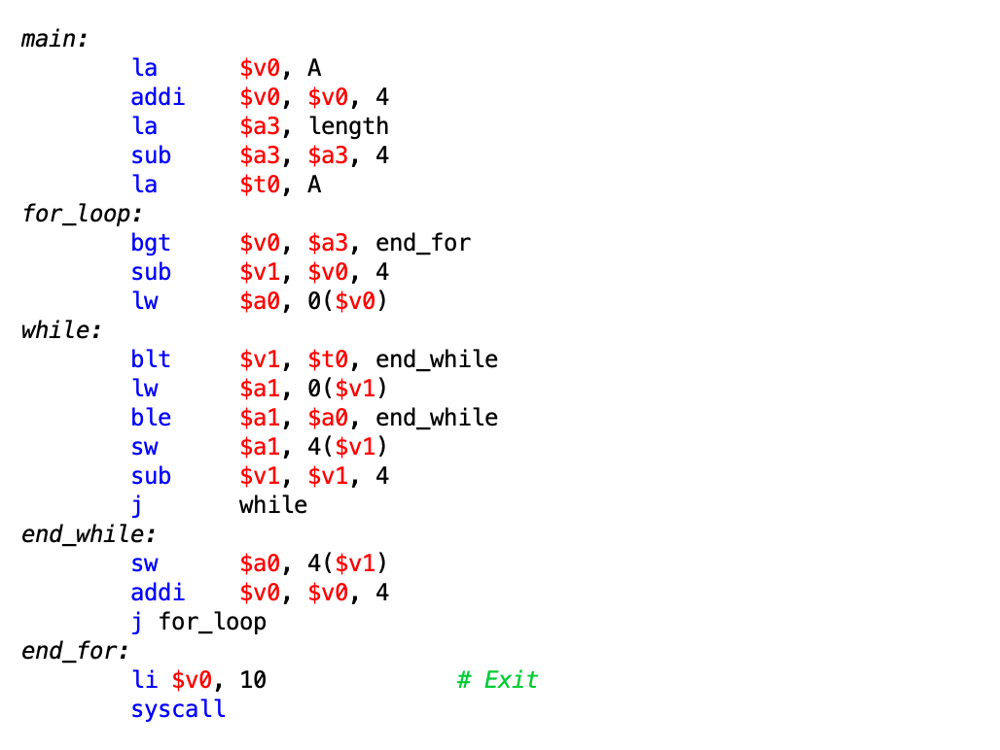 main:
la $v0, A
addi $v0, $v0, 4
la $a3, length
sub $a3, $a3, 4
la $t0, A
for_loop:
bgt $v0, $a3, end_for
sub $v1, $v0, 4
lw $a0, 0($v0)
while:
blt $v1, $t0, end_while
lw $a1, 0($v1)
ble $a1, $a0, end_while
sw $a1, 4($v1)
sub $v1, $v1, 4
j while
end_while:
sw $a0, 4($v1)
addi $v0, $v0, 4
j for_loop
end_for:
li $v0, 10 # Exit
syscall